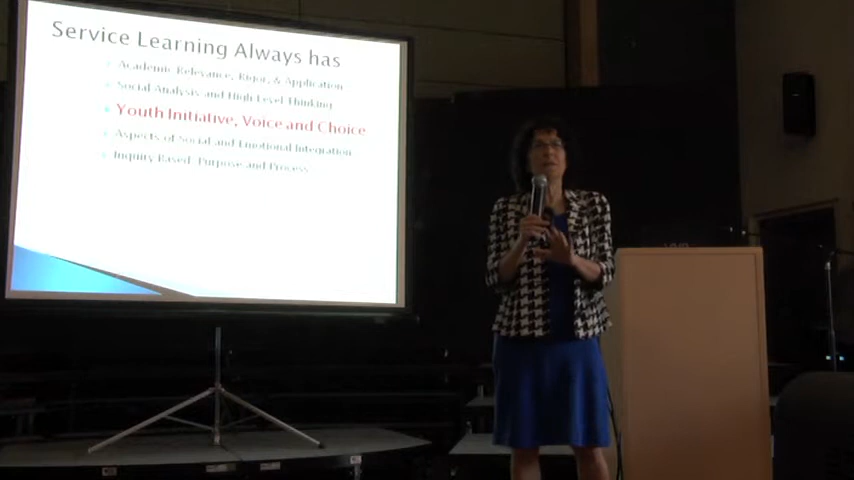 Service Learning Always has
Academic Relevance, Rigor, & Application
Social Analysis and High Level Thinking
Youth Initiative, Voice and Choice
Aspects of Social and Emotional Integration
Inquiry Based Purpose and Process